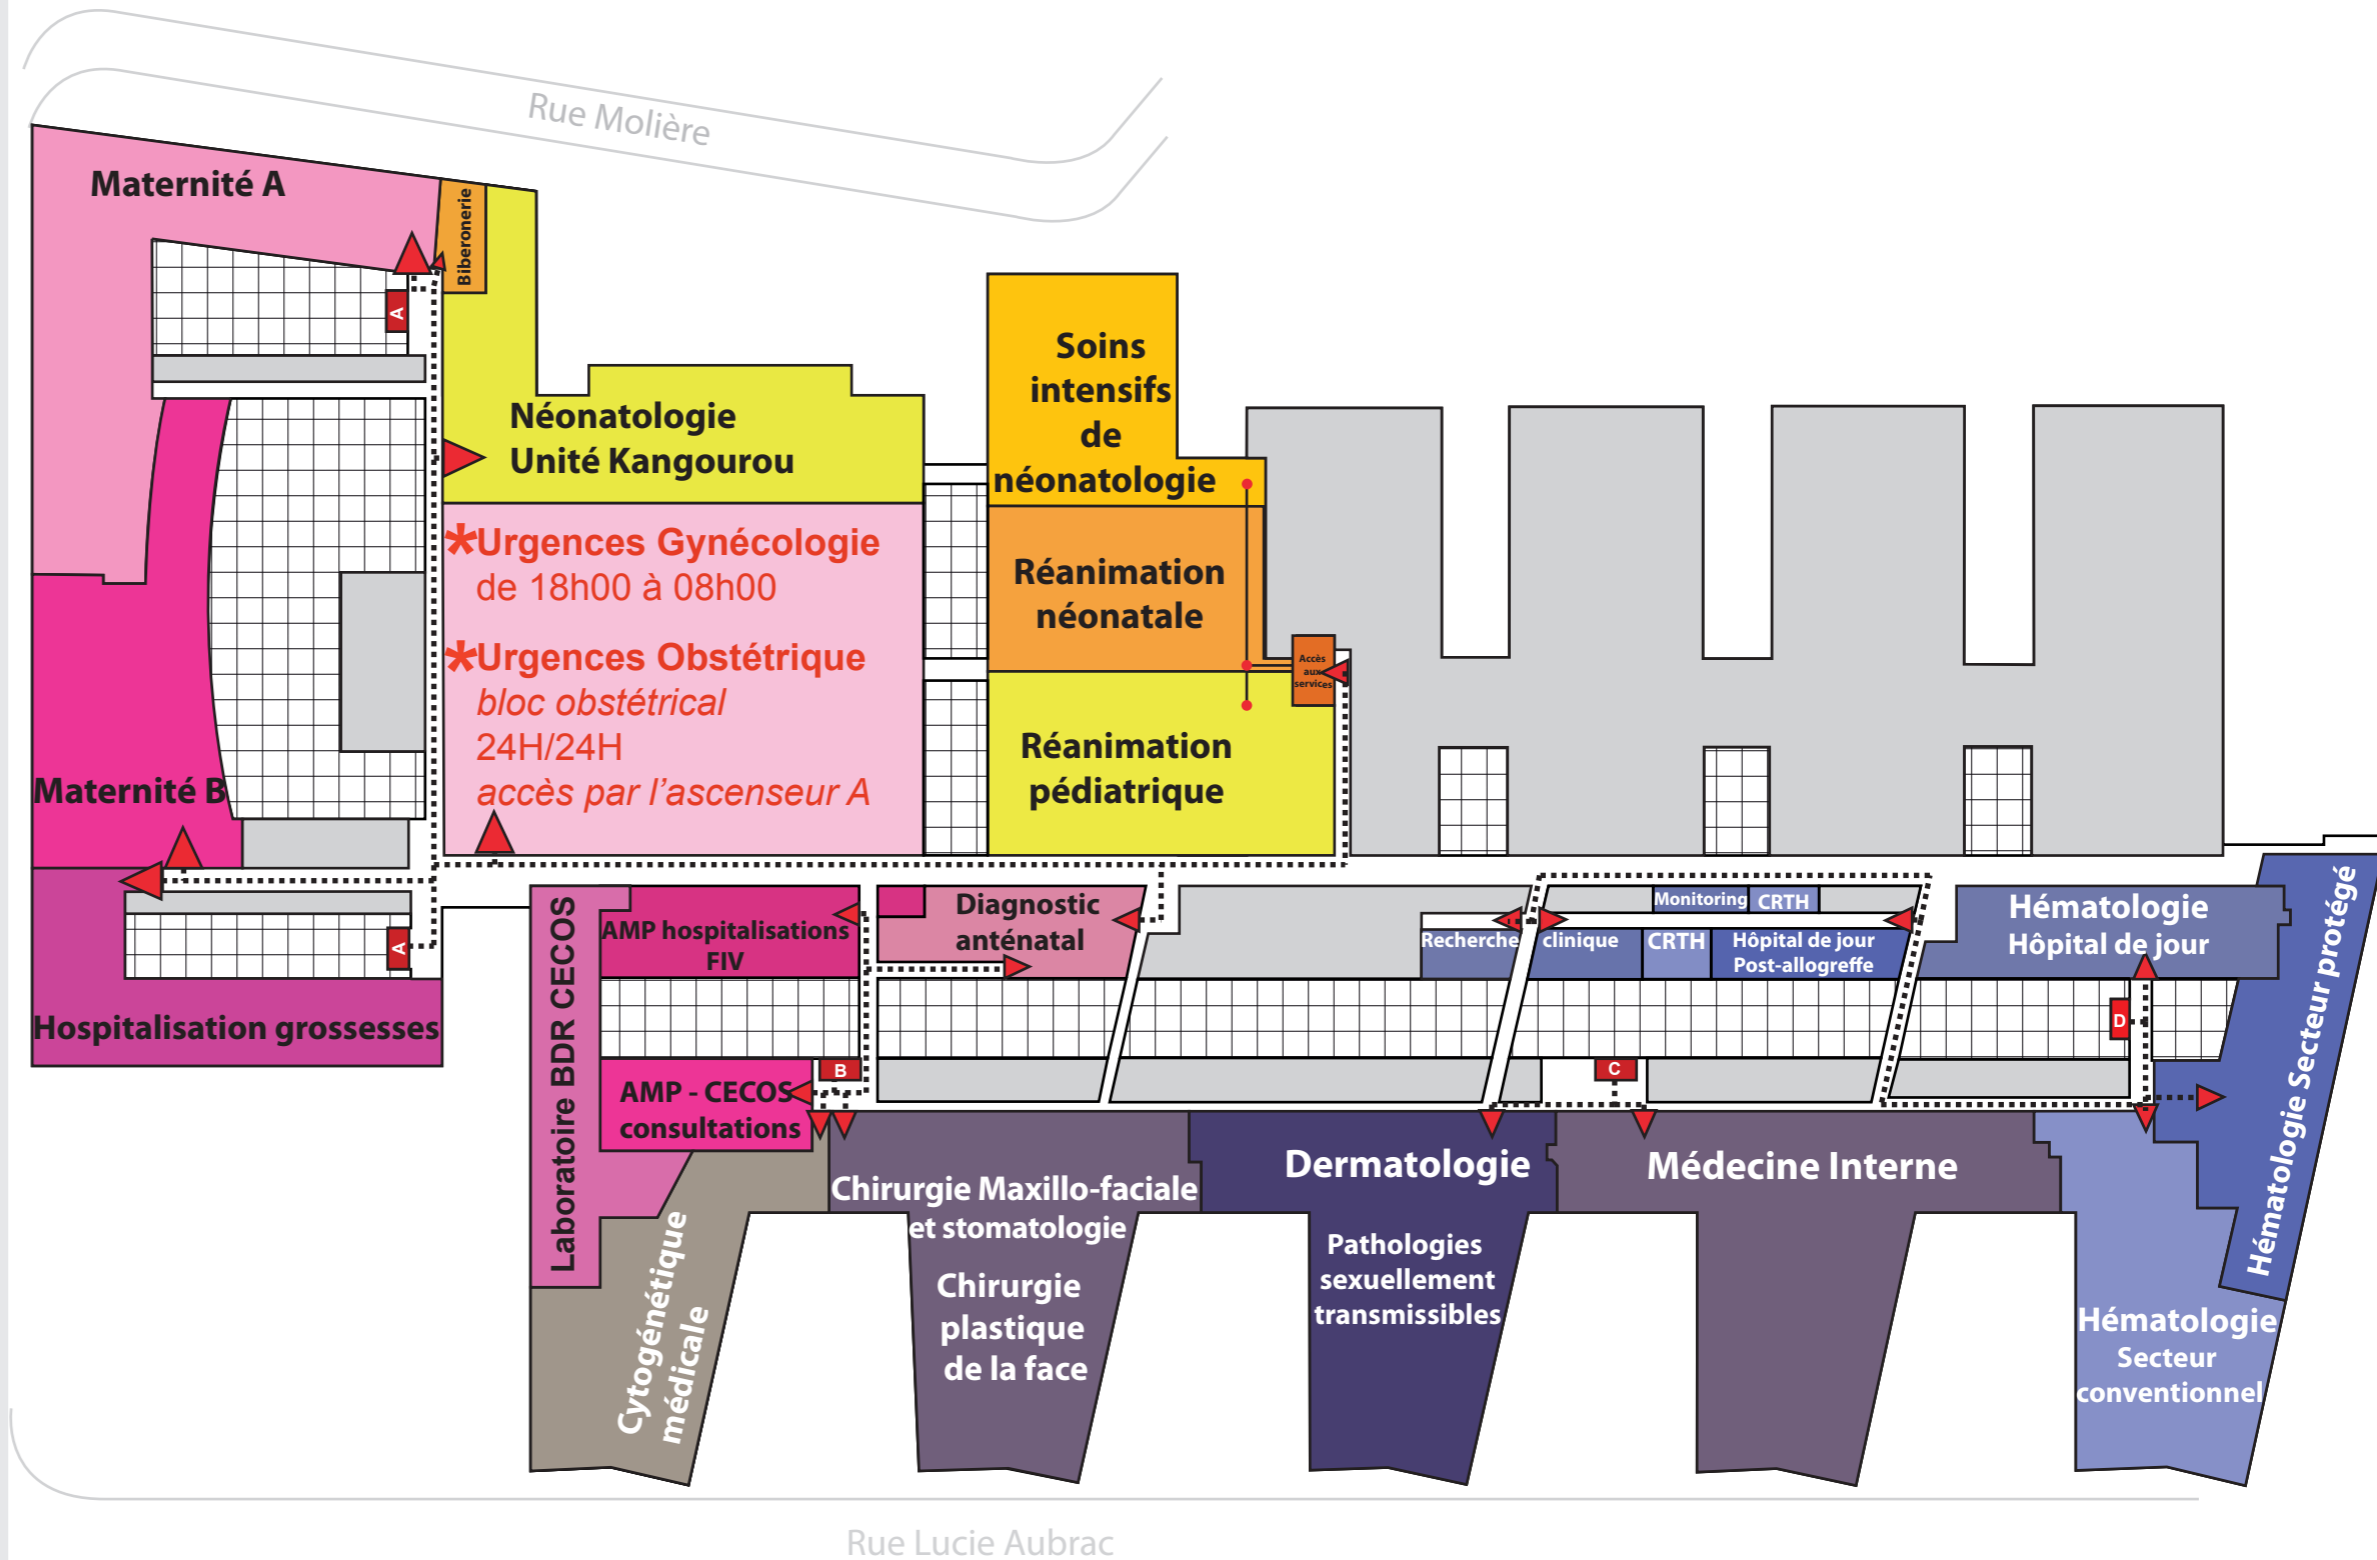 Rue Molière
Maternité A
Biberonerie
A
Néonatologie
Unité Kangourou
Soins
intensifs
de
néonatologie
*Urgences Gynécologie
de 18h00 à 08h00
*Urgences Obstétrique
bloc obstétrical
24H/24H
accès par l'ascenseur A
Réanimation
néonatale
Accès
aux
services
Réanimation
pédiatrique
Maternité B
A
Hospitalisation grossesses
Laboratoire BDR CECOS
AMP hospitalisations
FIV
Diagnostic
anténatal
Monitoring
CRTH
Recherche clinique
CRTH
Hôpital de jour
Post-allogreffe
Hématologie
Hôpital de jour
Hématologie Secteur protégé
D
B
C
AMP - CECOS
consultations
Cytogénétique
médicale
Chirurgie Maxillo-faciale
et stomatologie
Chirurgie
plastique
de la face
Dermatologie
Pathologies
sexuellement
transmissibles
Médecine Interne
Hématologie
Secteur
conventionnel
Rue Lucie Aubrac